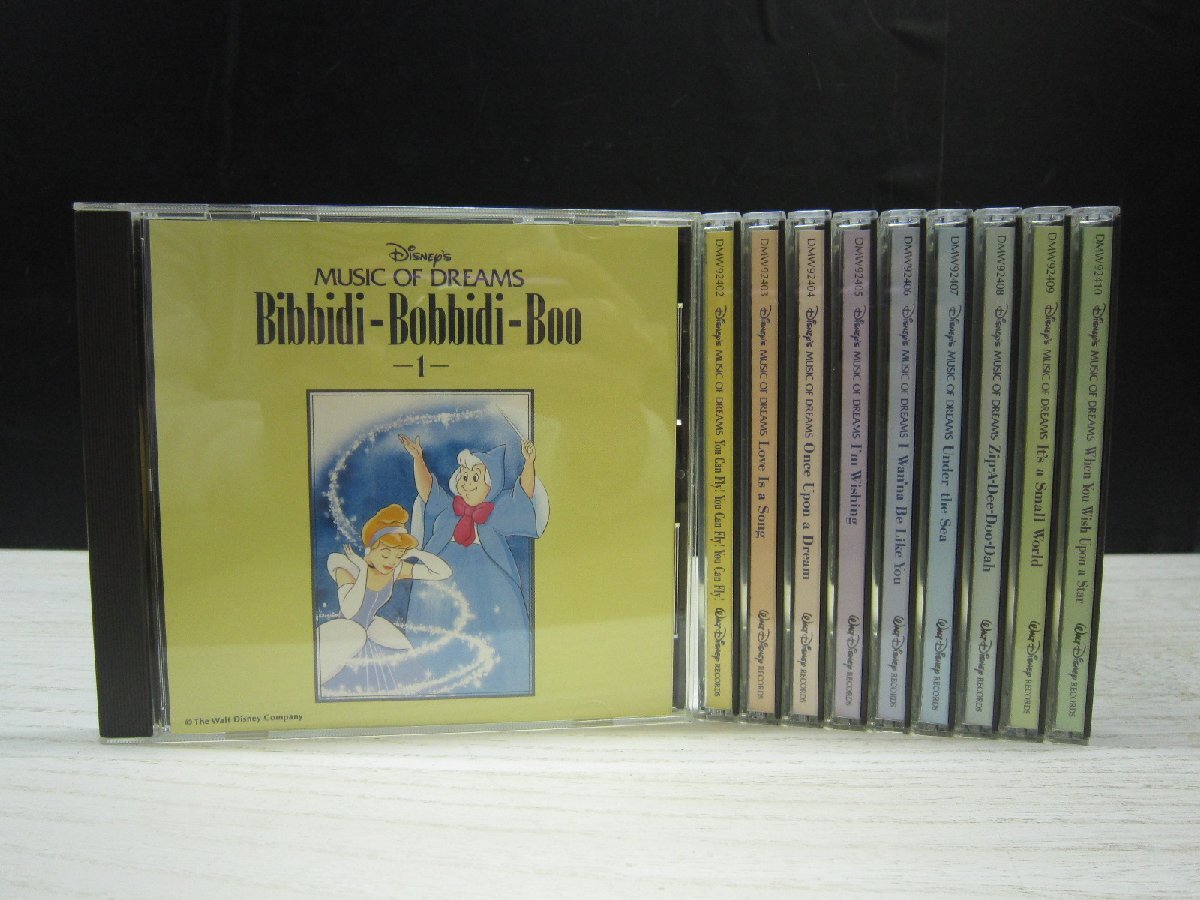 Disney's
MUSIC OF DREAMS
Bibbidi-Bobbidi-Boo
—1—
© The Walt Disney Company
DMW92402 Disney's MUSIC OF DREAMS You Can Fly! You Can Fly! You Can Fly! Walt Disney RECORDS
DMW92403 Disney's MUSIC OF DREAMS Love Is a Song Walt Disney RECORDS
DMW92404 Disney's MUSIC OF DREAMS Once Upon a Dream Walt Disney RECORDS
DMW92405 Disney's MUSIC OF DREAMS I'm Wishing Walt Disney RECORDS
DMW92406 Disney's MUSIC OF DREAMS I Wan'na Be Like You Walt Disney RECORDS
DMW92407 Disney's MUSIC OF DREAMS Under the Sea Walt Disney RECORDS
DMW92408 Disney's MUSIC OF DREAMS Zip-A-Dee-Doo-Dah Walt Disney RECORDS
DMW92409 Disney's MUSIC OF DREAMS It's a Small World Walt Disney RECORDS
DMW92410 Disney's MUSIC OF DREAMS When You Wish Upon a Star Walt Disney RECORDS